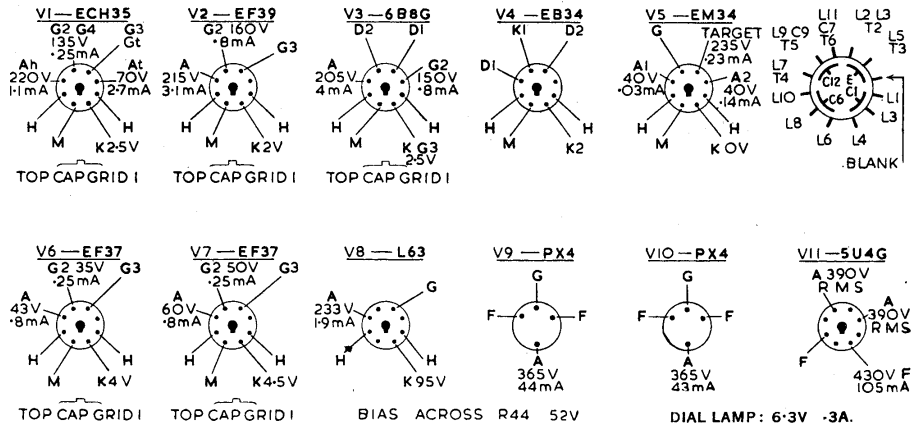 V1 — ECH35
G2 G4
135V
·25mA
G3
Gt
Ah
220V
1·1mA
At
70V
2·7mA
H
H
M
K2·5V
TOP CAP GRID 1
V2 — EF39
G2 160V
·8mA
G3
A
215V
3·1mA
H
H
M
K2V
TOP CAP GRID 1
V3 — 6B8G
D2
D1
A
205V
4mA
G2
150V
·8mA
H
H
M
K G3
2·5V
TOP CAP GRID 1
V4 — EB34
K1
D2
D1
H
H
M
K2
V5 — EM34
G
TARGET
235V
·23mA
A1
40V
·03mA
A2
40V
·14mA
H
H
M
K 0V
L11
C7
T6
L2 L3
T2
L9 C9
T5
L5
T3
L7
T4
C12
E
C1
C6
L10
L1
L3
L8
L6
L4
BLANK
V6 — EF37
G2 35V
·25mA
G3
A
43V
·8mA
H
H
M
K4V
TOP CAP GRID 1
V7 — EF37
G2 50V
·25mA
G3
A
60V
·8mA
H
H
M
K4·5V
TOP CAP GRID 1
V8 — L63
G
A
233V
1·9mA
H
H
K 95V
BIAS ACROSS R44 52V
V9 — PX4
G
F
F
A
365V
44mA
V10 — PX4
G
F
F
A
365V
43mA
V11 — 5U4G
A 390V
RMS
A
390V
RMS
F
430V F
105mA
DIAL LAMP: 6·3V ·3A.